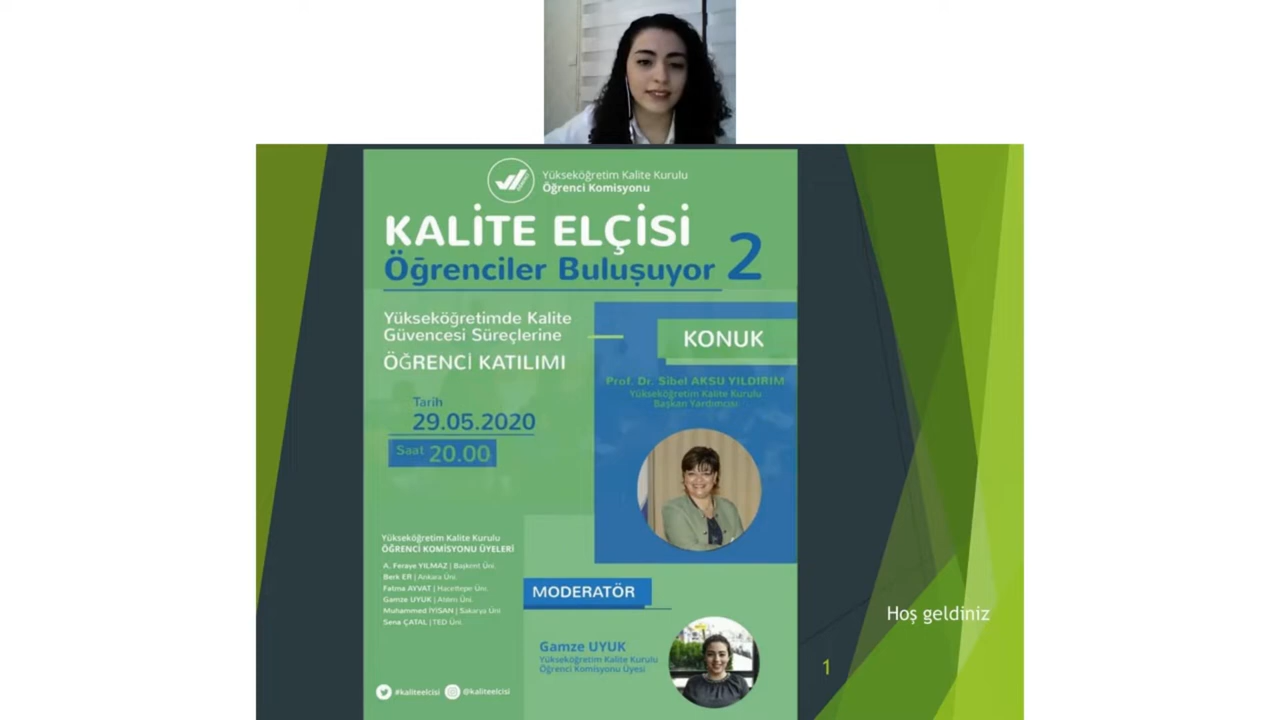 Yükseköğretim Kalite Kurulu
Öğrenci Komisyonu
KALİTE ELÇİSİ
Öğrenciler Buluşuyor 2
Yükseköğretimde Kalite
Güvencesi Süreçlerine
ÖĞRENCİ KATILIMI
Tarih
29.05.2020
Saat 20.00
KONUK
Prof. Dr. Sibel AKSU YILDIRIM
Yükseköğretim Kalite Kurulu
Başkan Yardımcısı
Yükseköğretim Kalite Kurulu
ÖĞRENCİ KOMİSYONU ÜYELERİ
A. Feraye YILMAZ | Başkent Üni.
Berk ER | Ankara Üni.
Fatma AYVAT | Hacettepe Üni.
Gamze UYUK | Atılım Üni.
Muhammed İYİSAN | Sakarya Üni
Sena ÇATAL | TED Üni.
MODERATÖR
Gamze UYUK
Yükseköğretim Kalite Kurulu
Öğrenci Komisyonu Üyesi
#kaliteelcisi @kaliteelcisi
Hoş geldiniz
1